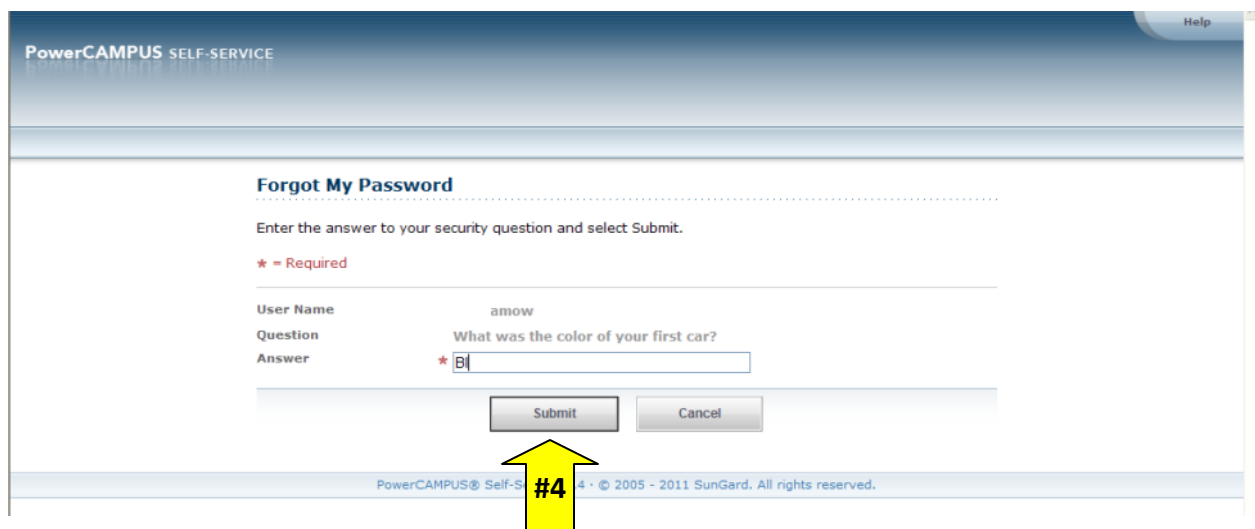 Help
PowerCAMPUS SELF-SERVICE
Forgot My Password
Enter the answer to your security question and select Submit.
* = Required
User Name amow
Question What was the color of your first car?
Answer * Bl
Submit Cancel
#4
PowerCAMPUS® Self-S .4 · © 2005 - 2011 SunGard. All rights reserved.